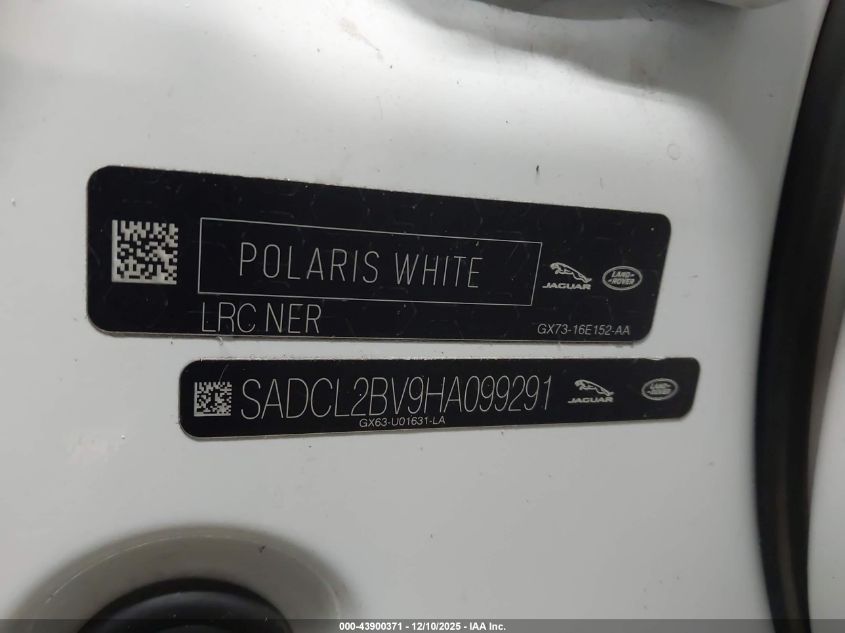 POLARIS WHITE
JAGUAR
LAND-
ROVER
LRC NER
GX73-16E152-AA
SADCL2BV9HA099291
JAGUAR
LAND-
ROVER
GX63-U01631-LA
000-43900371 - 12/10/2025 - IAA Inc.